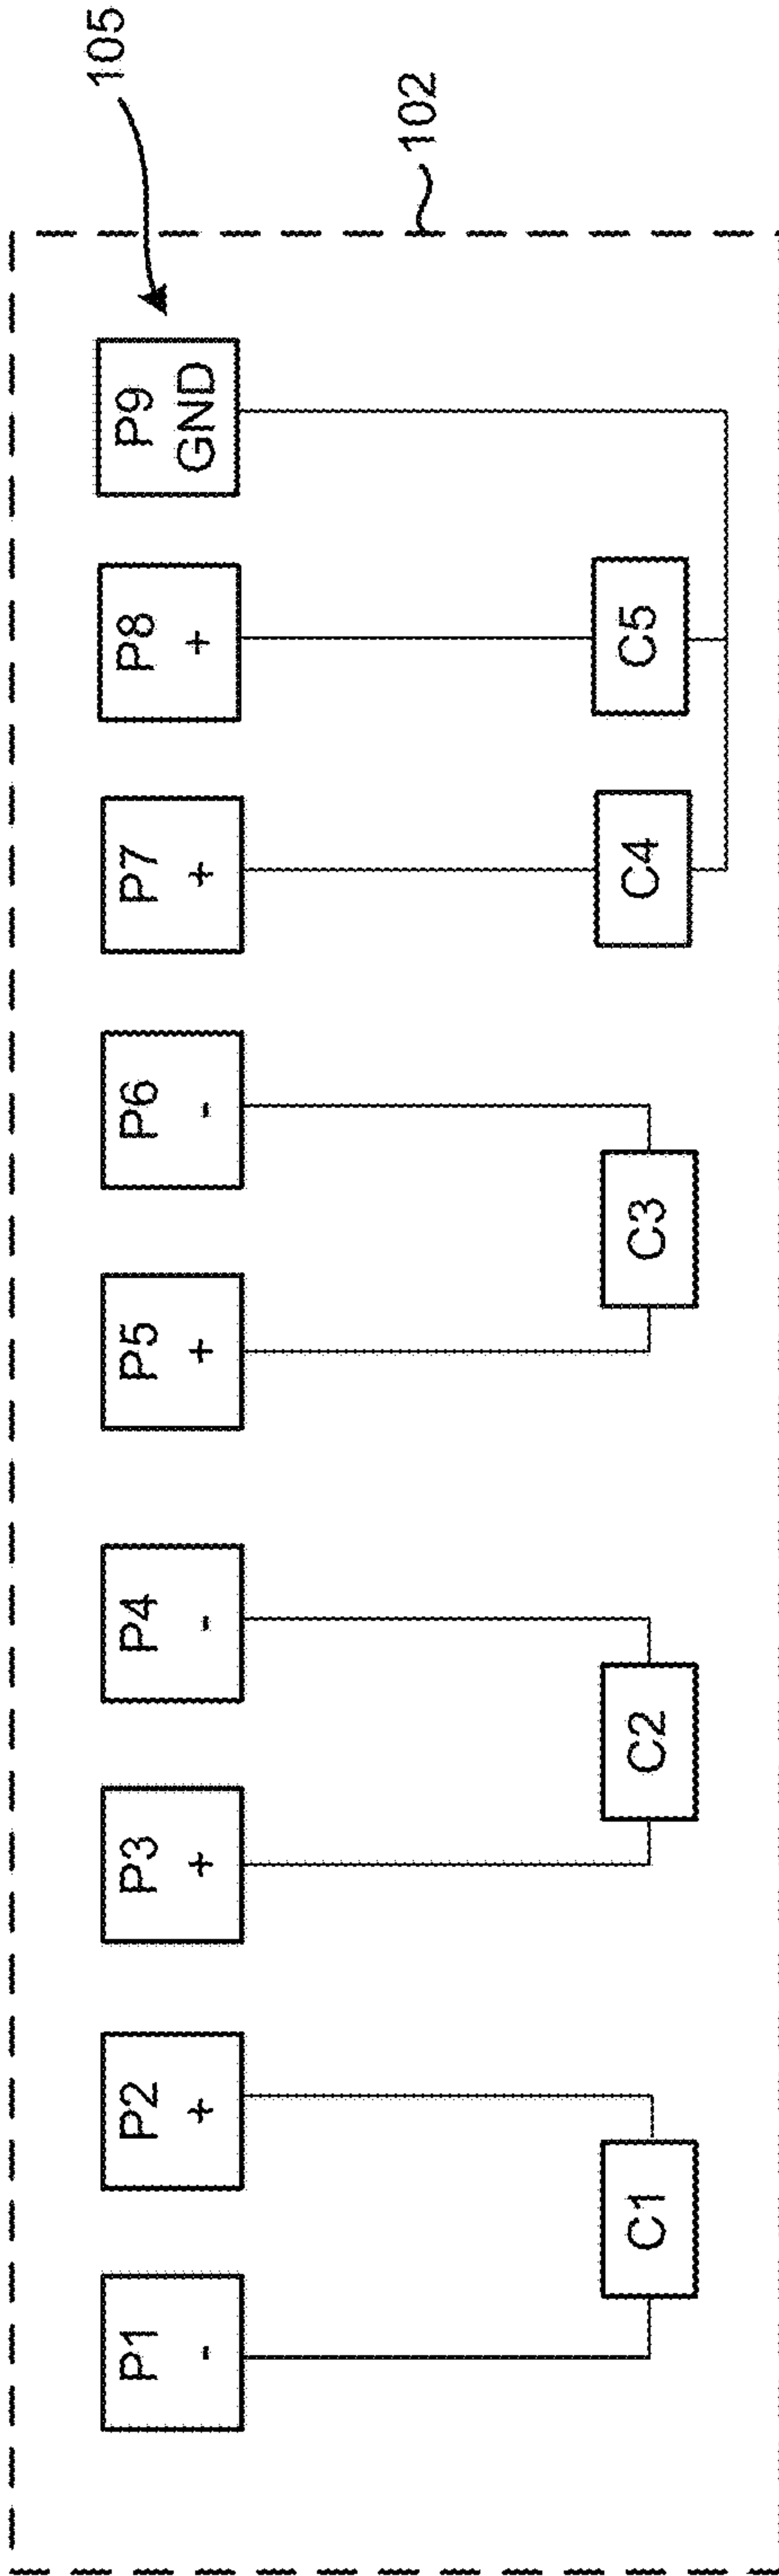 105
102
P1
-
P2
+
P3
+
P4
-
P5
+
P6
-
P7
+
P8
+
P9
GND
C1
C2
C3
C4
C5